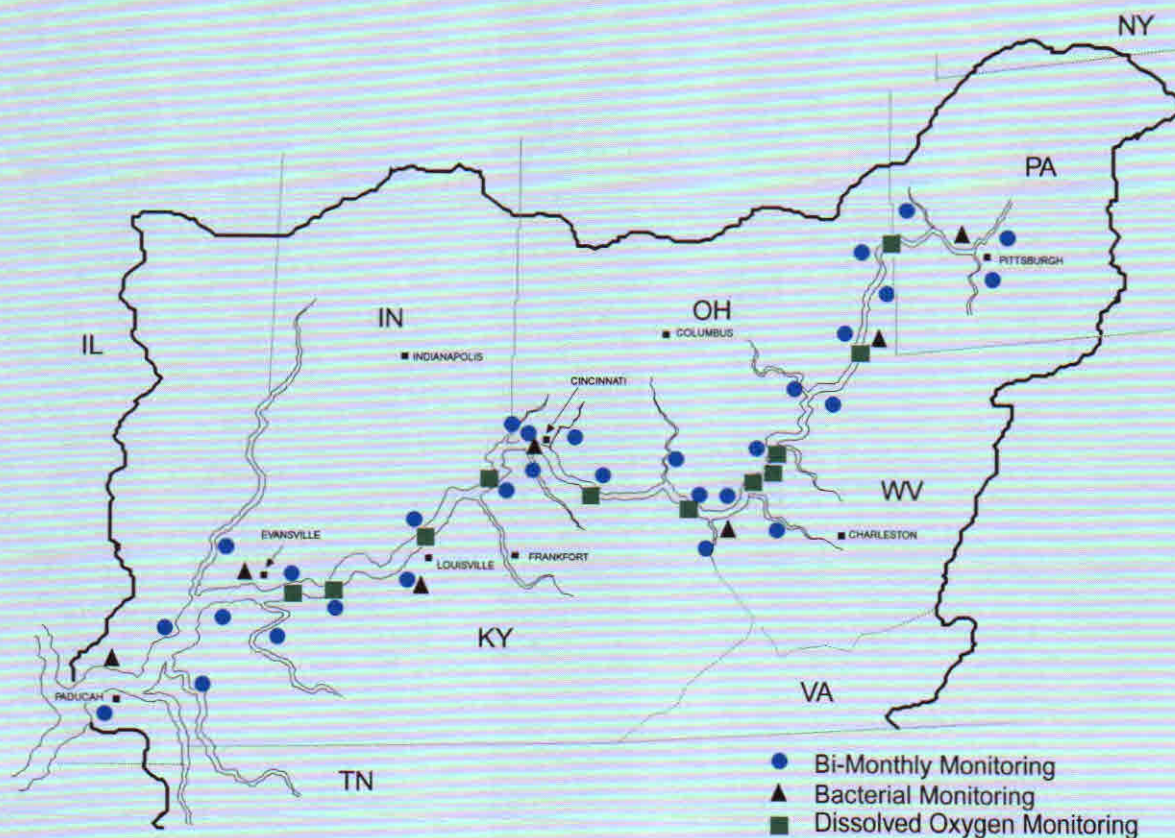 NY
PA
PITTSBURGH
OH
COLUMBUS
IN
INDIANAPOLIS
IL
CINCINNATI
WV
CHARLESTON
EVANSVILLE
LOUISVILLE
FRANKFORT
KY
VA
PADUCAH
TN
Bi-Monthly Monitoring
Bacterial Monitoring
Dissolved Oxygen Monitoring